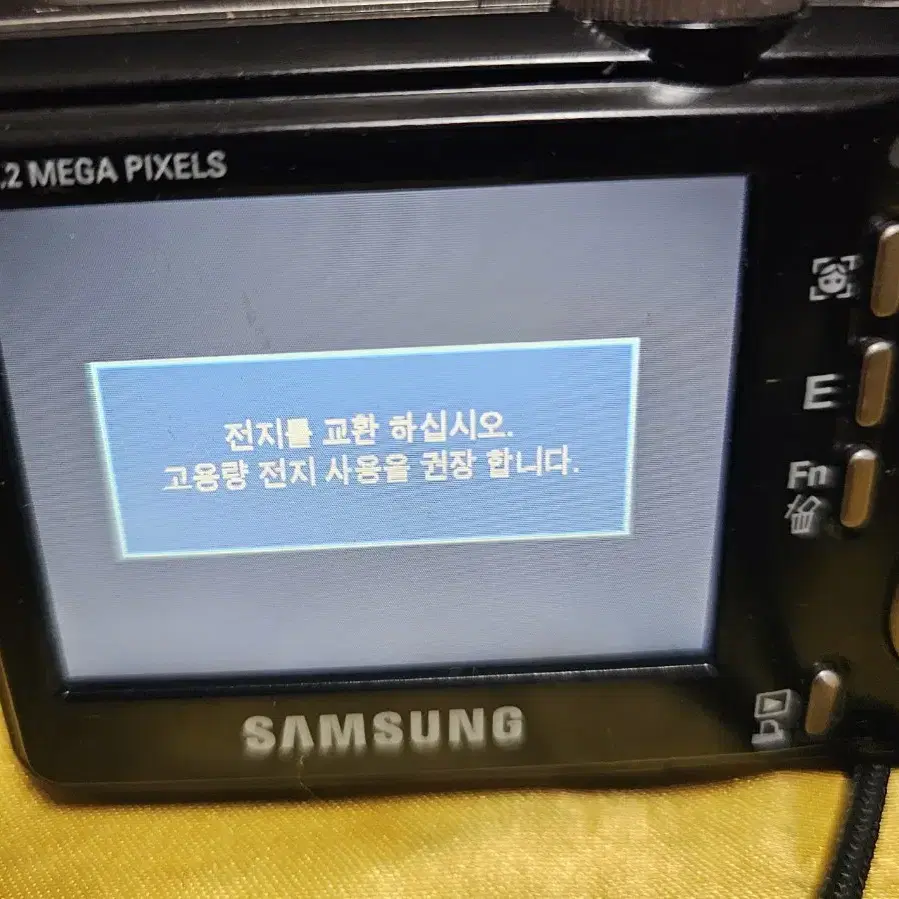 .2 MEGA PIXELS
전지를 교환 하십시오.
고용량 전지 사용을 권장 합니다.
E
Fn
SAMSUNG